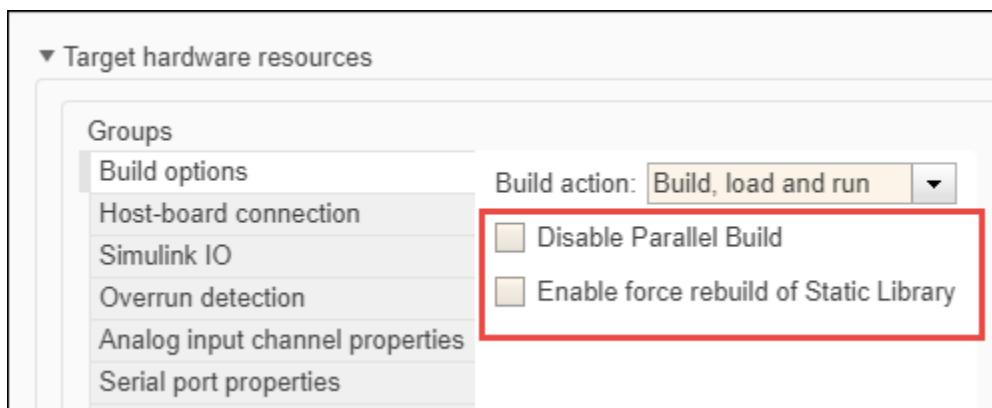 Target hardware resources
Groups
Build options
Host-board connection
Simulink IO
Overrun detection
Analog input channel properties
Serial port properties
Build action: Build, load and run
Disable Parallel Build
Enable force rebuild of Static Library